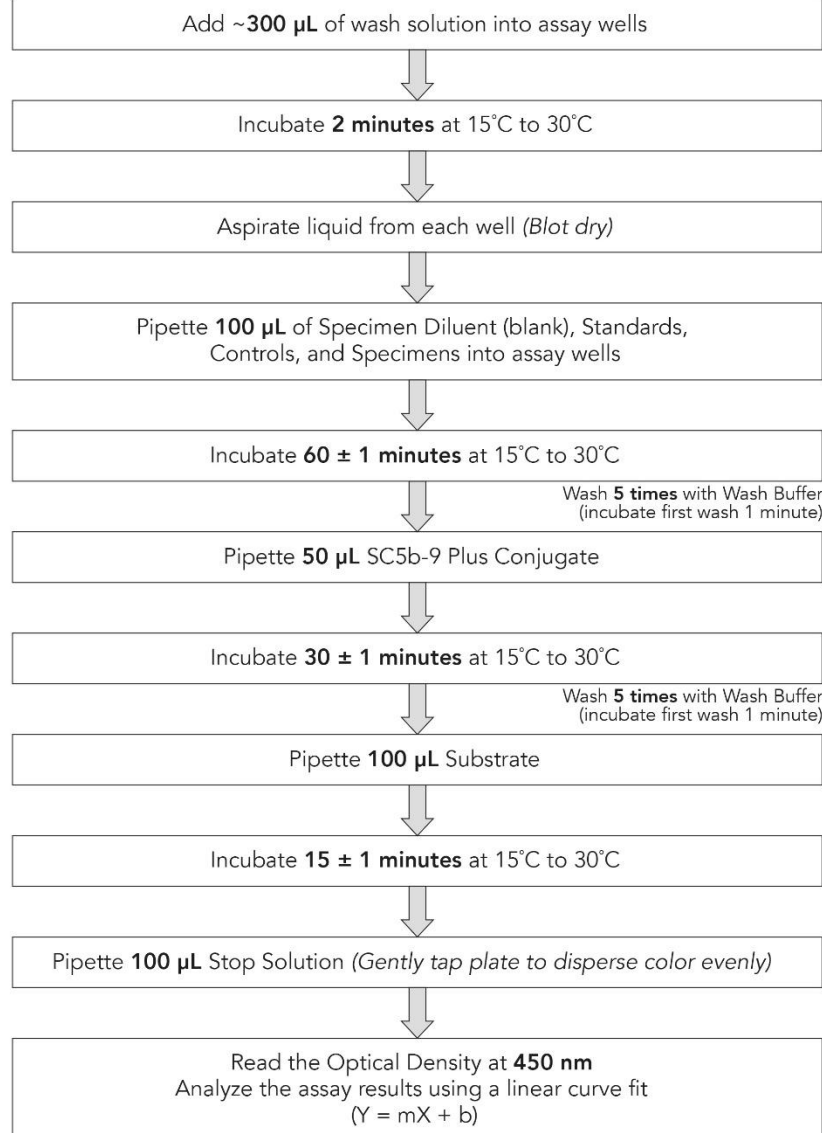 Add ~300 µL of wash solution into assay wells
Incubate 2 minutes at 15˚C to 30˚C
Aspirate liquid from each well (Blot dry)
Pipette 100 µL of Specimen Diluent (blank), Standards,
Controls, and Specimens into assay wells
Incubate 60 ± 1 minutes at 15˚C to 30˚C
Wash 5 times with Wash Buffer
(incubate first wash 1 minute)
Pipette 50 µL SC5b-9 Plus Conjugate
Incubate 30 ± 1 minutes at 15˚C to 30˚C
Wash 5 times with Wash Buffer
(incubate first wash 1 minute)
Pipette 100 µL Substrate
Incubate 15 ± 1 minutes at 15˚C to 30˚C
Pipette 100 µL Stop Solution (Gently tap plate to disperse color evenly)
Read the Optical Density at 450 nm
Analyze the assay results using a linear curve fit
(Y = mX + b)